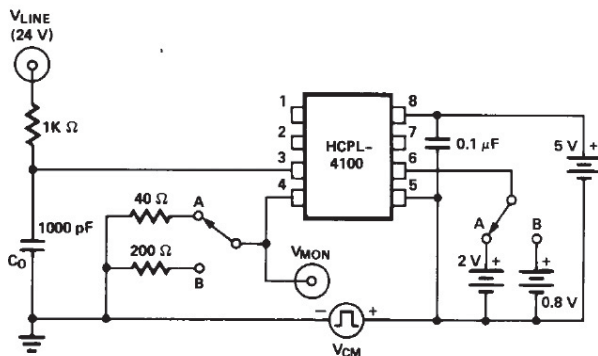 VLINE
(24 V)
1K Ω
1000 pF
CO
40 Ω
A
200 Ω
B
VMON
1
2
3
4
HCPL-
4100
8
7
6
5
0.1 μF
5 V
+
A
B
2 V
+
+
0.8 V
−
+
VCM